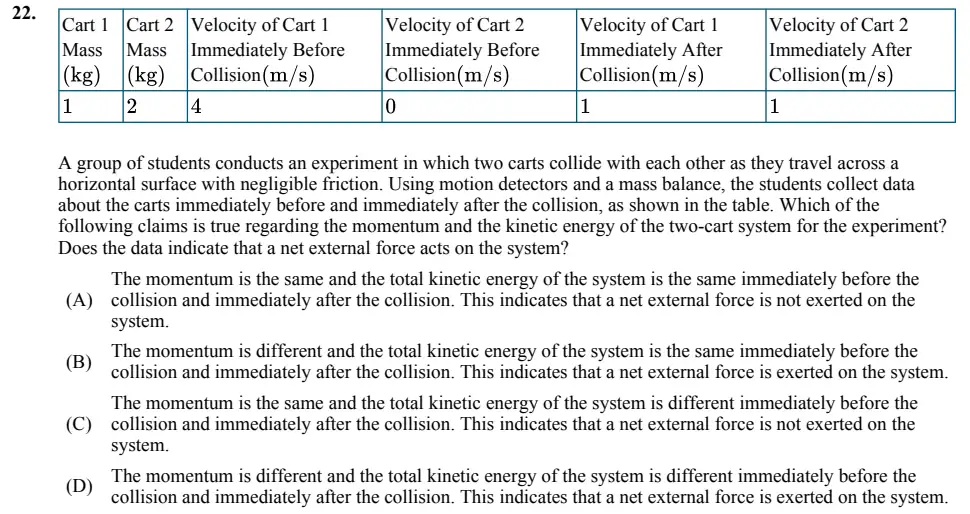 22.
Cart 1 Mass (kg) | Cart 2 Mass (kg) | Velocity of Cart 1 Immediately Before Collision(m/s) | Velocity of Cart 2 Immediately Before Collision(m/s) | Velocity of Cart 1 Immediately After Collision(m/s) | Velocity of Cart 2 Immediately After Collision(m/s)
1 | 2 | 4 | 0 | 1 | 1
A group of students conducts an experiment in which two carts collide with each other as they travel across a
horizontal surface with negligible friction. Using motion detectors and a mass balance, the students collect data
about the carts immediately before and immediately after the collision, as shown in the table. Which of the
following claims is true regarding the momentum and the kinetic energy of the two-cart system for the experiment?
Does the data indicate that a net external force acts on the system?
The momentum is the same and the total kinetic energy of the system is the same immediately before the
(A) collision and immediately after the collision. This indicates that a net external force is not exerted on the
system.
(B) The momentum is different and the total kinetic energy of the system is the same immediately before the
collision and immediately after the collision. This indicates that a net external force is exerted on the system.
The momentum is the same and the total kinetic energy of the system is different immediately before the
(C) collision and immediately after the collision. This indicates that a net external force is not exerted on the
system.
(D) The momentum is different and the total kinetic energy of the system is different immediately before the
collision and immediately after the collision. This indicates that a net external force is exerted on the system.